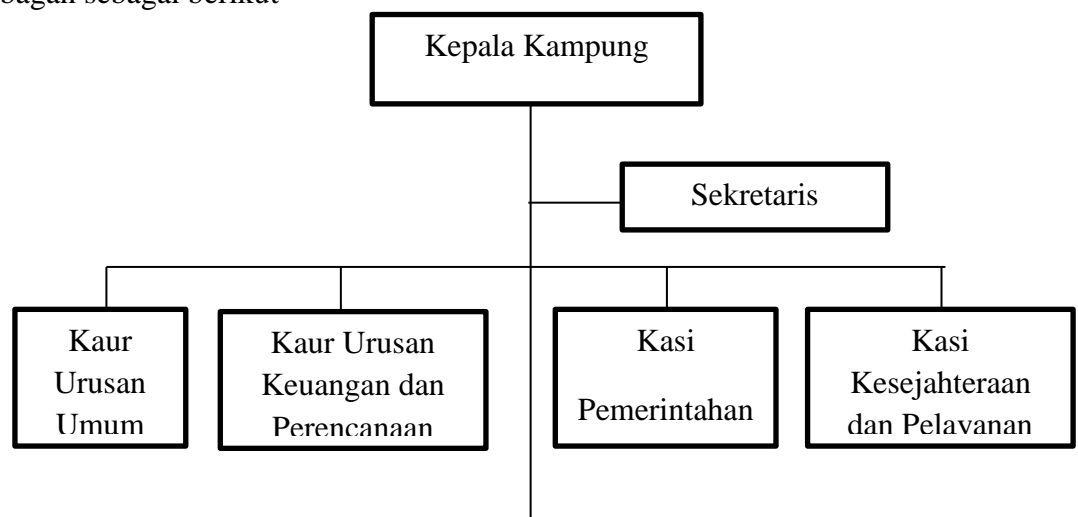 bagan sebagai berikut
Kepala Kampung
Sekretaris
Kaur
Urusan
Umum
Kaur Urusan
Keuangan dan
Perencanaan
Kasi
Pemerintahan
Kasi
Kesejahteraan
dan Pelayanan